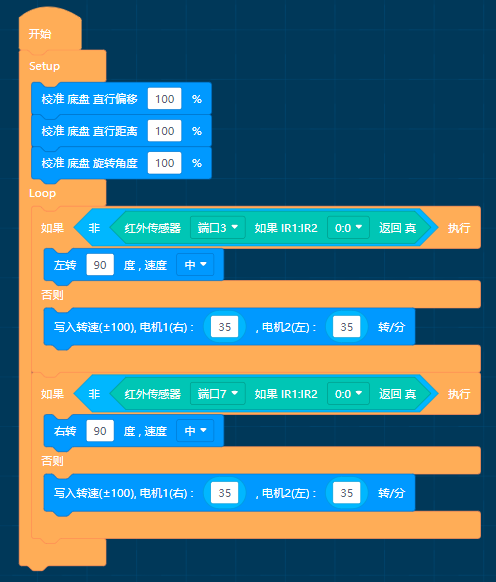 开始
Setup
校准 底盘 直行偏移 100 %
校准 底盘 直行距离 100 %
校准 底盘 旋转角度 100 %
Loop
如果 非 红外传感器 端口3 如果 IR1:IR2 0:0 返回 真 执行
左转 90 度 , 速度 中
否则
写入转速(±100), 电机1(右) : 35 , 电机2(左) : 35 转/分
如果 非 红外传感器 端口7 如果 IR1:IR2 0:0 返回 真 执行
右转 90 度 , 速度 中
否则
写入转速(±100), 电机1(右) : 35 , 电机2(左) : 35 转/分